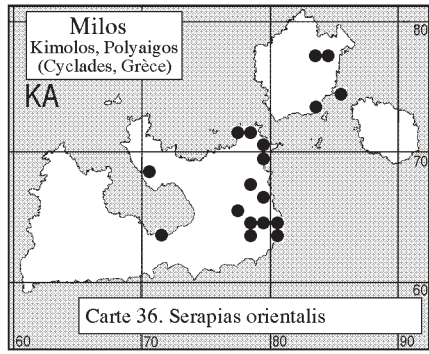 Milos
Kimolos, Polyaigos
(Cyclades, Grèce)
KA
80
70
60
Carte 36. Serapias orientalis
60 70 80 90